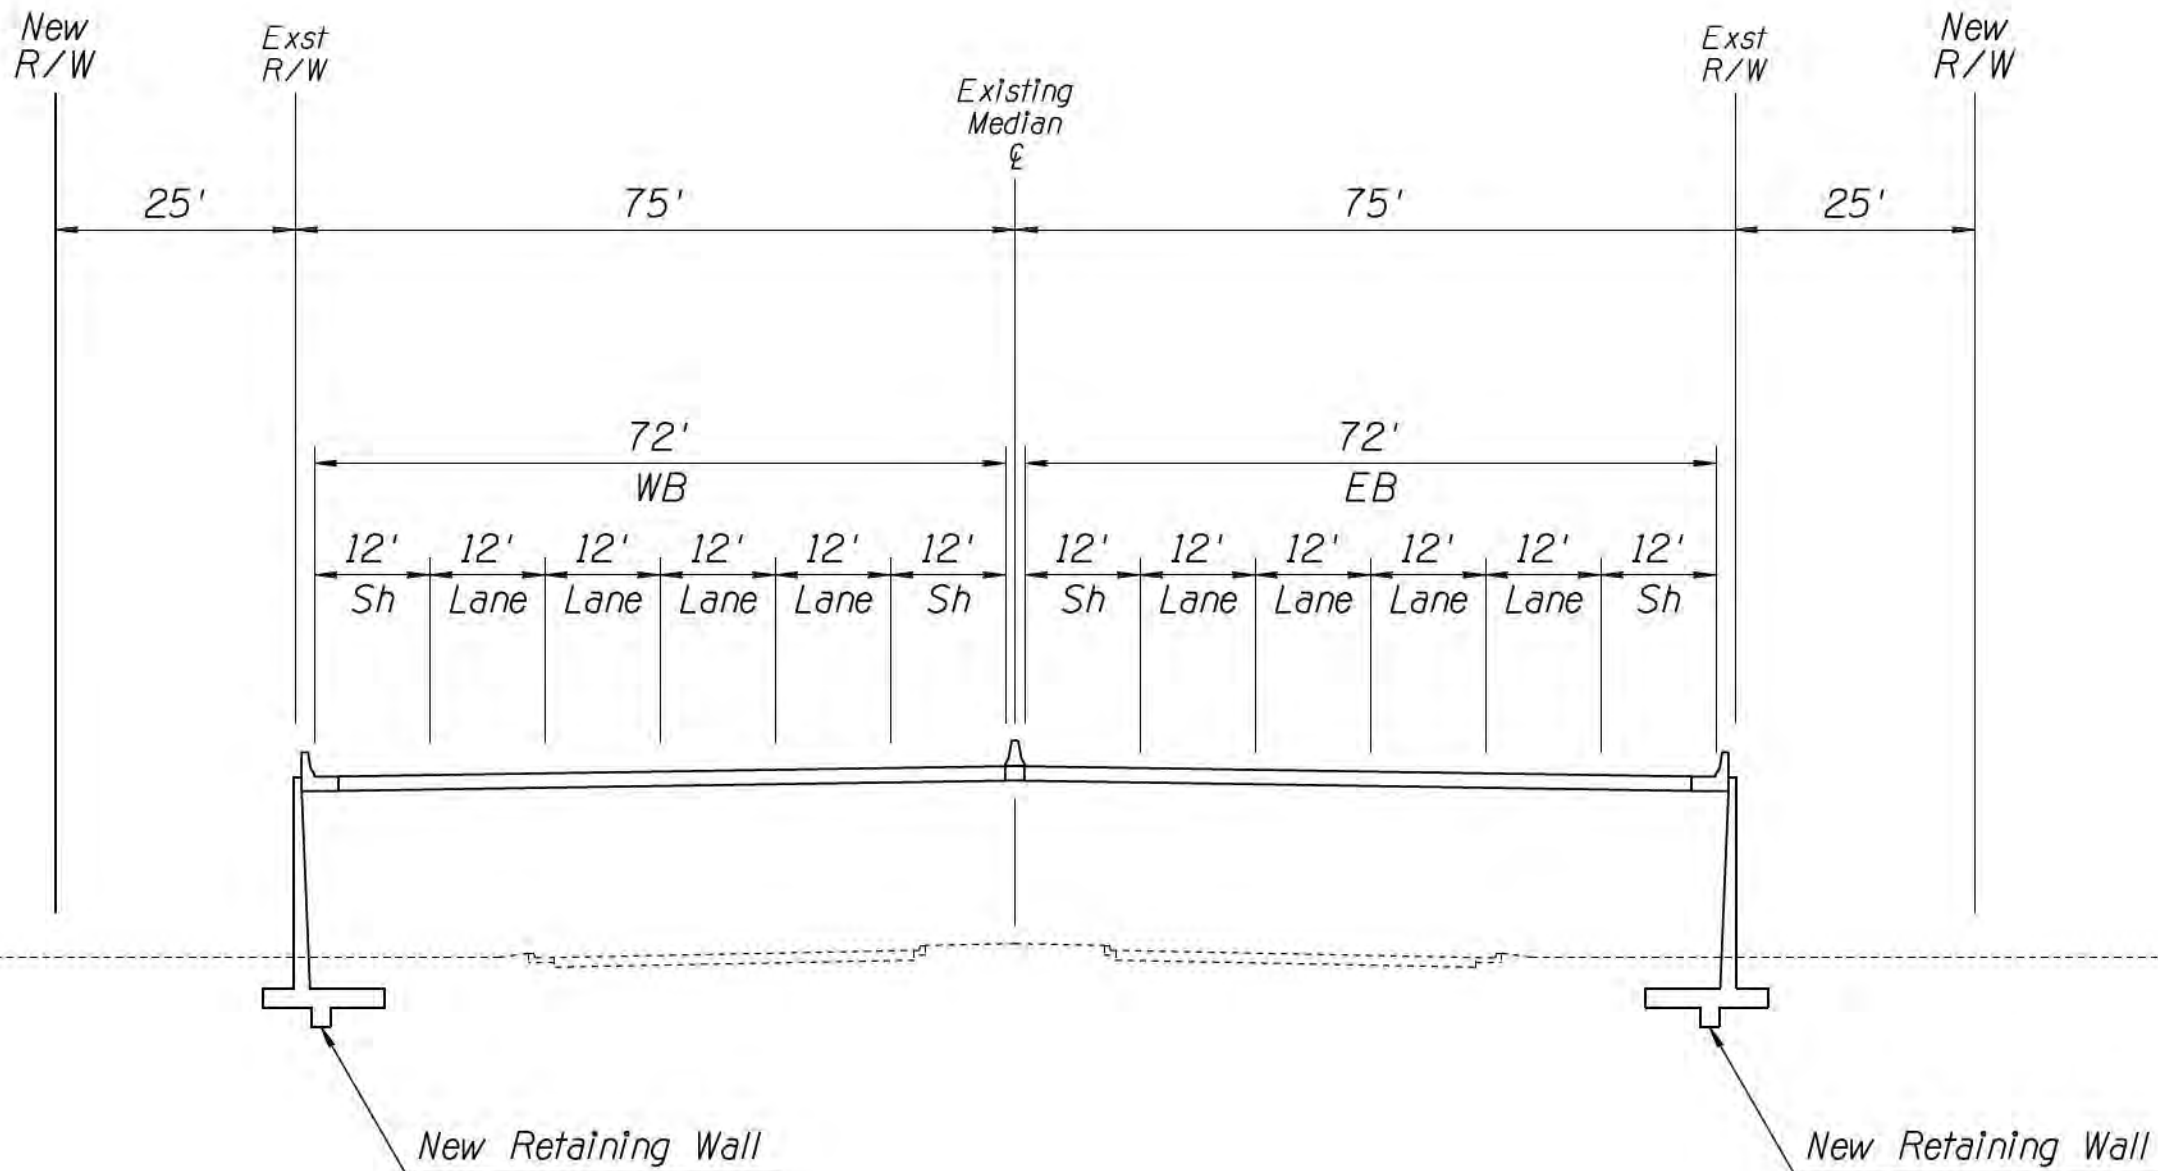 New
R/W
Exst
R/W
Existing
Median
℄
Exst
R/W
New
R/W
25'
75'
75'
25'
72'
WB
72'
EB
12'
Sh
12'
Lane
12'
Lane
12'
Lane
12'
Lane
12'
Sh
12'
Sh
12'
Lane
12'
Lane
12'
Lane
12'
Lane
12'
Sh
New Retaining Wall
New Retaining Wall